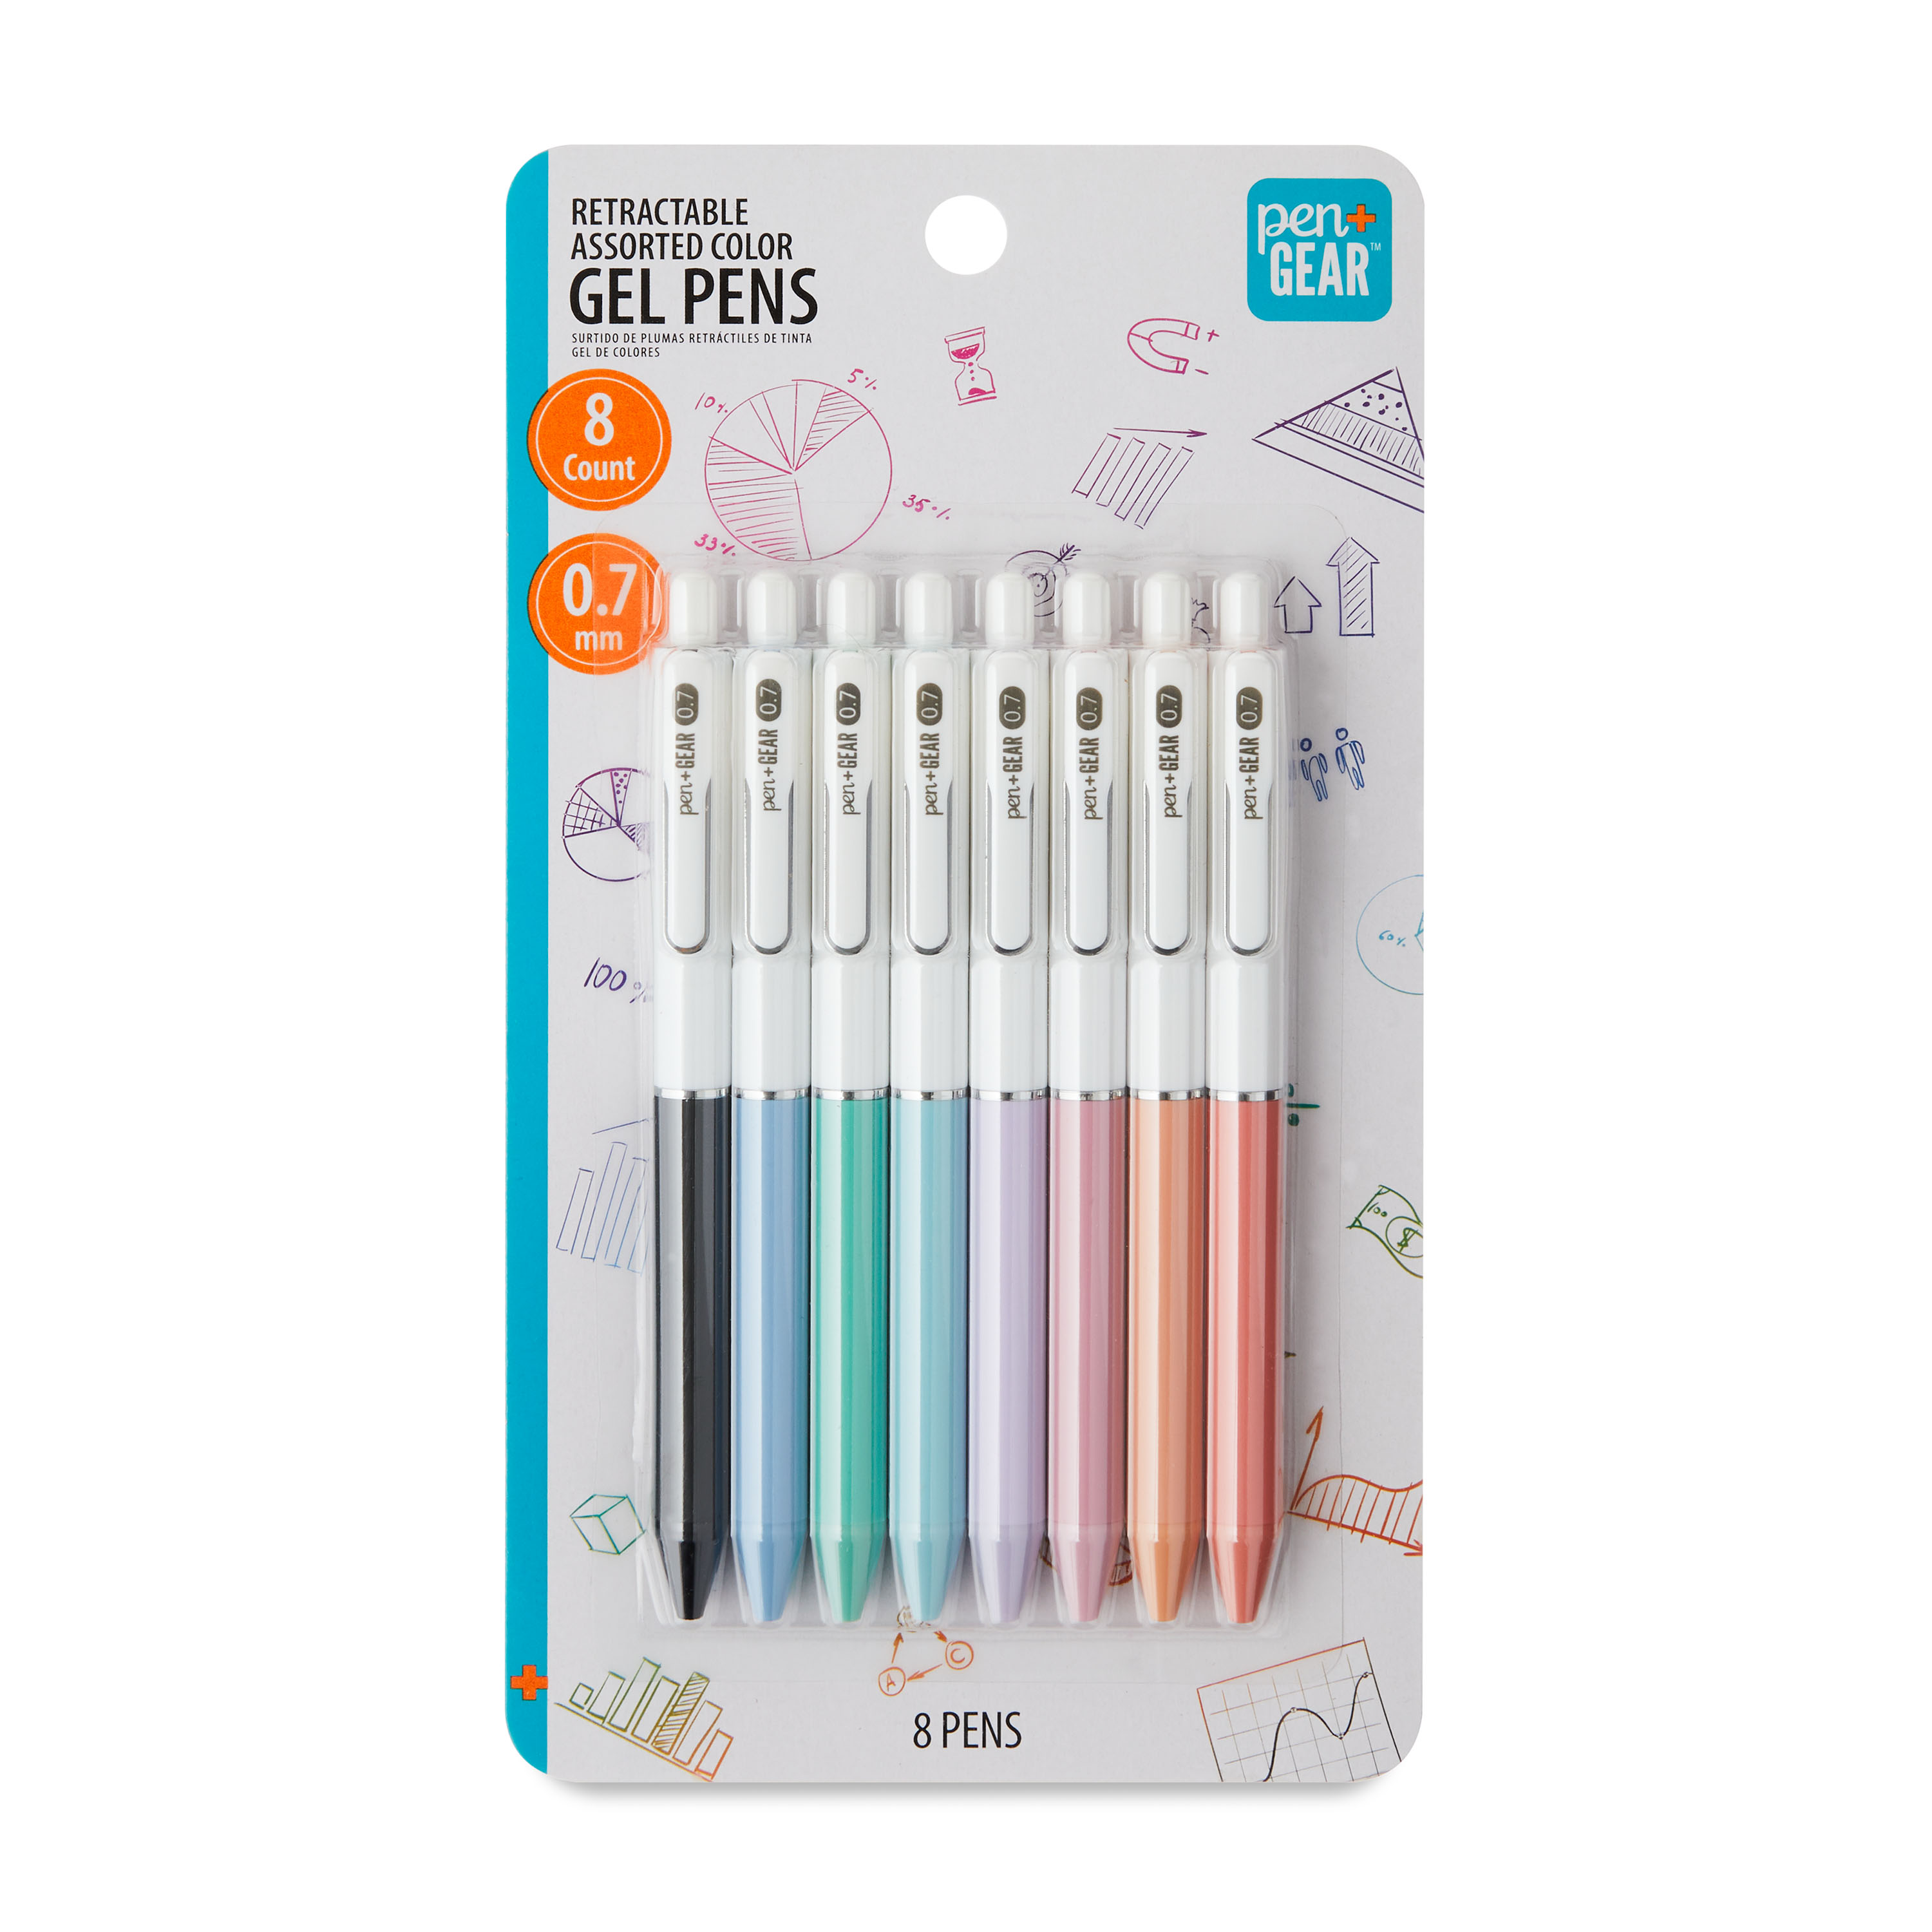 RETRACTABLE
ASSORTED COLOR
GEL PENS
SURTIDO DE PLUMAS RETRÁCTILES DE TINTA
GEL DE COLORES
pen+
GEAR™
8
Count
0.7
mm
5%
10%
35%
33%
+
-
pen+GEAR 0.7
pen+GEAR 0.7
pen+GEAR 0.7
pen+GEAR 0.7
pen+GEAR 0.7
pen+GEAR 0.7
pen+GEAR 0.7
pen+GEAR 0.7
100 %
60%
100
$
A
C
8 PENS